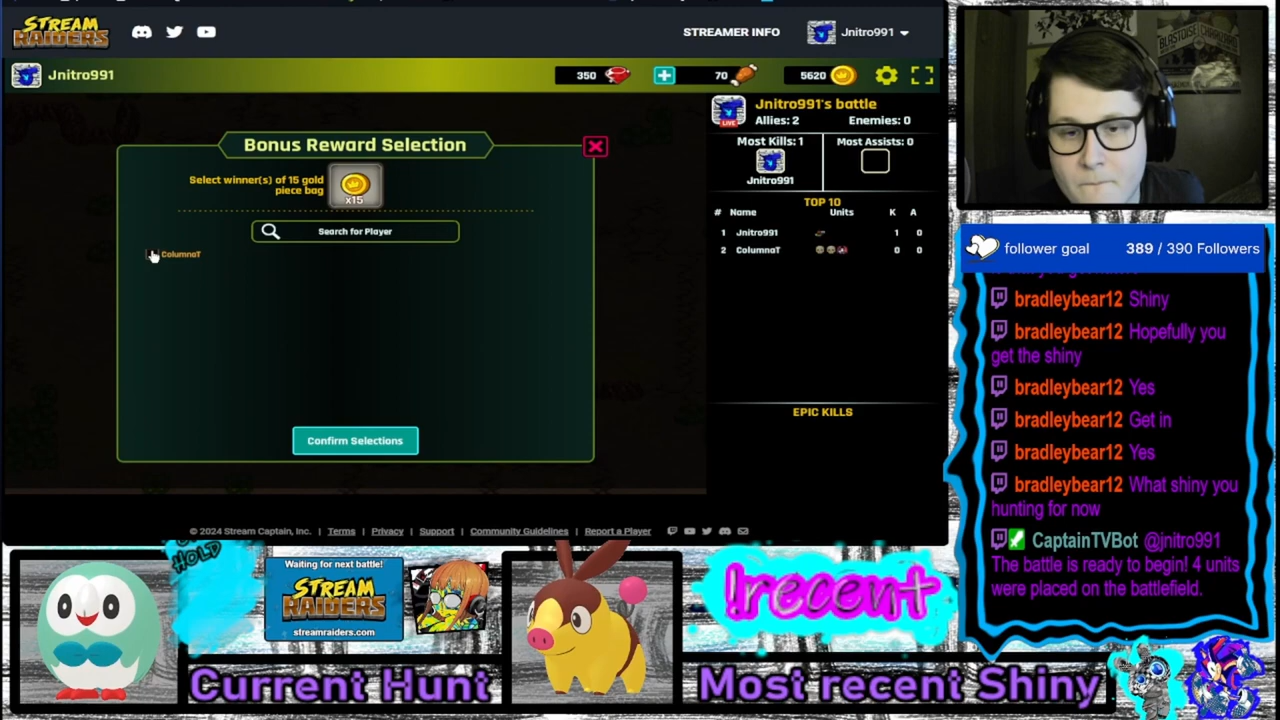 STREAM
RAIDERS
STREAMER INFO
Jnitro991
Jnitro991
350
70
5620
Bonus Reward Selection
Select winner(s) of 15 gold
piece bag
x15
Search for Player
ColumnaT
Confirm Selections
Jnitro991's battle
Allies: 2 Enemies: 0
LIVE
Most Kills: 1
Jnitro991
Most Assists: 0
TOP 10
# Name Units K A
1 Jnitro991 1 0
2 ColumnaT 0 0
EPIC KILLS
© 2024 Stream Captain, Inc. | Terms | Privacy | Support | Community Guidelines | Report a Player
BLASTOISE
follower goal 389 / 390 Followers
bradleybear12 Shiny
bradleybear12 Hopefully you
get the shiny
bradleybear12 Yes
bradleybear12 Get in
bradleybear12 Yes
bradleybear12 What shiny you
hunting for now
CaptainTVBot @jnitro991
The battle is ready to begin! 4 units
were placed on the battlefield.
HOLD
Waiting for next battle!
STREAM
RAIDERS
streamraiders.com
!recent
Current Hunt
Most recent Shiny